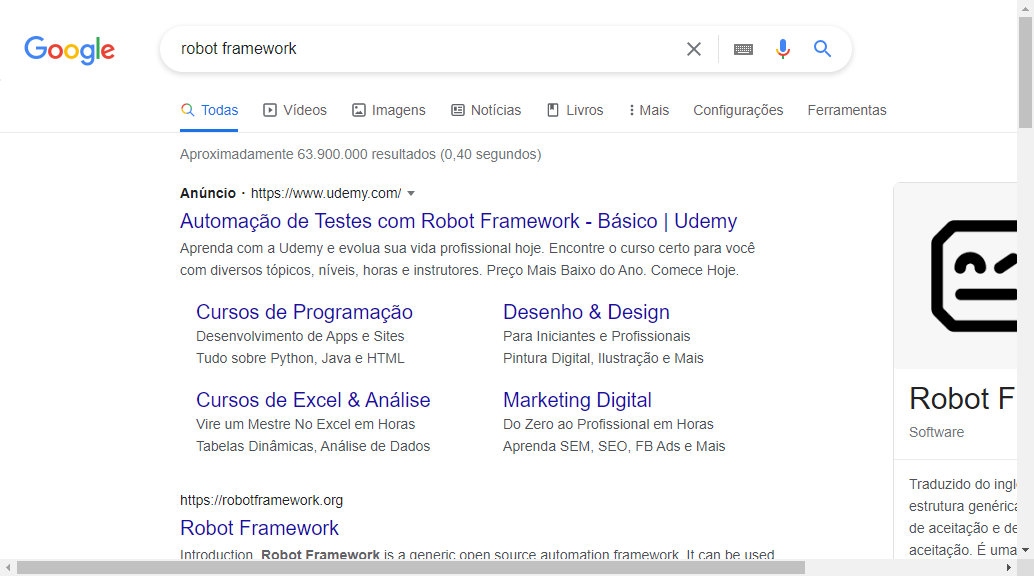 Google
robot framework
Todas Vídeos Imagens Notícias Livros Mais Configurações Ferramentas
Aproximadamente 63.900.000 resultados (0,40 segundos)
Anúncio · https://www.udemy.com/
Automação de Testes com Robot Framework - Básico | Udemy
Aprenda com a Udemy e evolua sua vida profissional hoje. Encontre o curso certo para você
com diversos tópicos, níveis, horas e instrutores. Preço Mais Baixo do Ano. Comece Hoje.
Cursos de Programação
Desenvolvimento de Apps e Sites
Tudo sobre Python, Java e HTML
Desenho & Design
Para Iniciantes e Profissionais
Pintura Digital, Ilustração e Mais
Cursos de Excel & Análise
Vire um Mestre No Excel em Horas
Tabelas Dinâmicas, Análise de Dados
Marketing Digital
Do Zero ao Profissional em Horas
Aprenda SEM, SEO, FB Ads e Mais
https://robotframework.org
Robot Framework
Introduction. Robot Framework is a generic open source automation framework. It can be used
Robot F
Software
Traduzido do ingl
estrutura genérica
de aceitação e de
aceitação. É uma